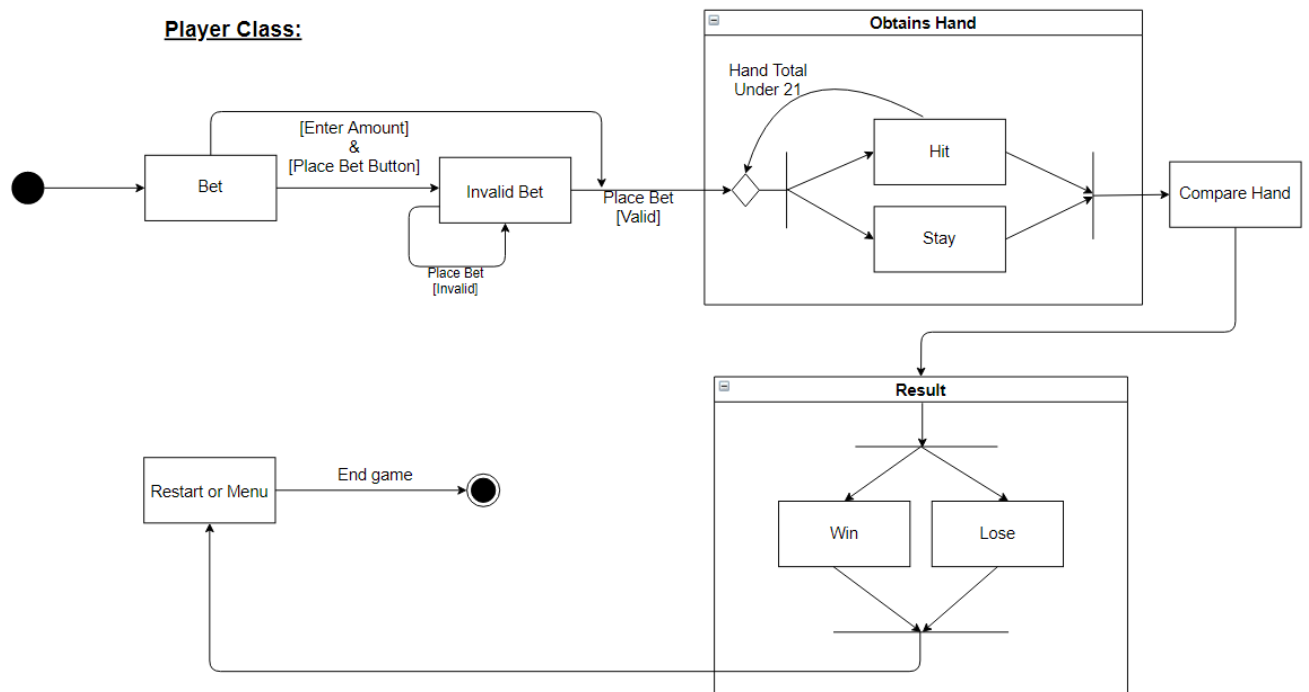 Player Class:
Obtains Hand
Hand Total
Under 21
[Enter Amount]
&
[Place Bet Button]
Bet
Invalid Bet
Place Bet
[Valid]
Place Bet
[Invalid]
Hit
Stay
Compare Hand
Result
Win
Lose
Restart or Menu
End game